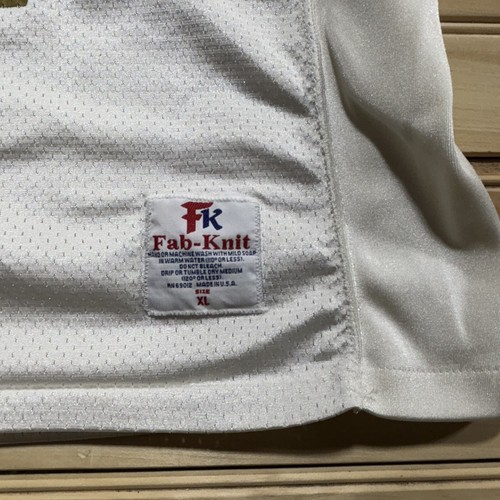 FK
Fab-Knit
HAND OR MACHINE WASH WITH MILD SOAP
IN WARM WATER (110° OR LESS).
DO NOT BLEACH.
DRIP OR TUMBLE DRY MEDIUM
(120° OR LESS).
RN 69012 MADE IN U.S.A.
SIZE
XL